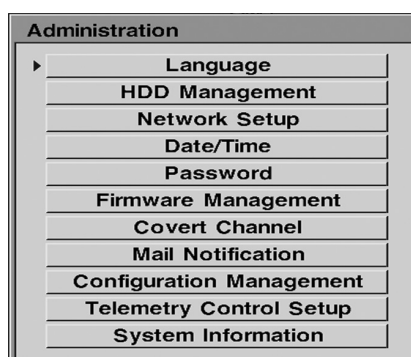 Administration
Language
HDD Management
Network Setup
Date/Time
Password
Firmware Management
Covert Channel
Mail Notification
Configuration Management
Telemetry Control Setup
System Information